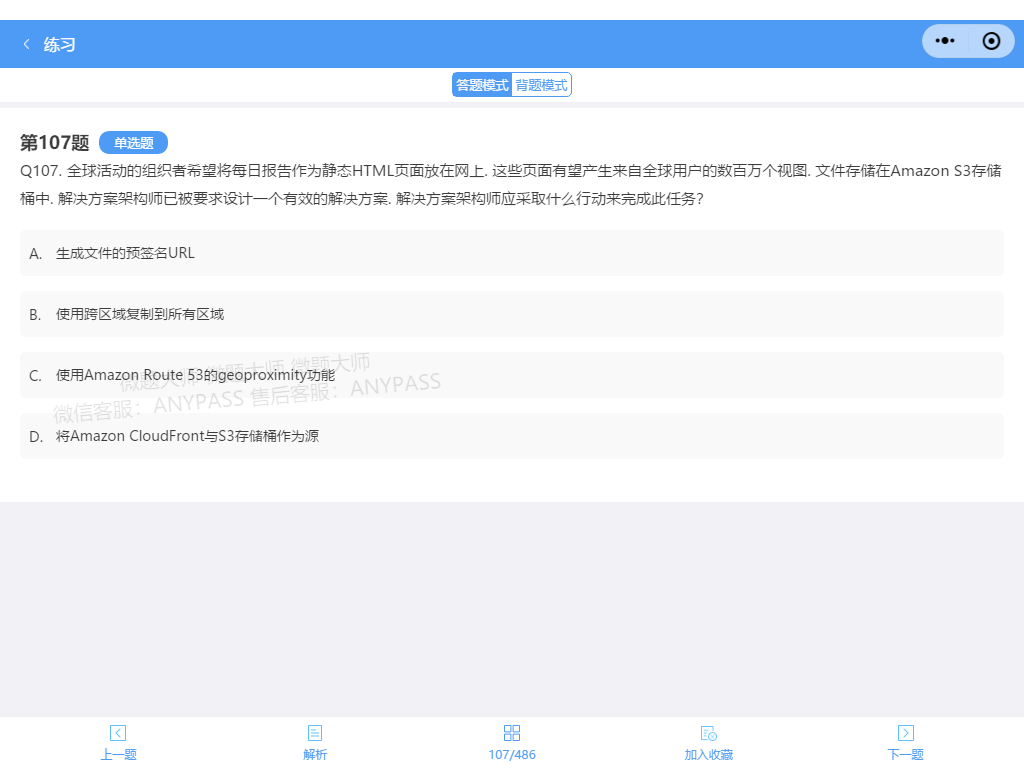 练习
答题模式 背题模式
第107题 单选题
Q107. 全球活动的组织者希望将每日报告作为静态HTML页面放在网上. 这些页面有望产生来自全球用户的数百万个视图. 文件存储在Amazon S3存储
桶中. 解决方案架构师已被要求设计一个有效的解决方案. 解决方案架构师应采取什么行动来完成此任务?
A. 生成文件的预签名URL
B. 使用跨区域复制到所有区域
C. 使用Amazon Route 53的geoproximity功能
微题大师 微题大师 微题大师
微信客服：ANYPASS 售后客服：ANYPASS
D. 将Amazon CloudFront与S3存储桶作为源
上一题 解析 107/486 加入收藏 下一题